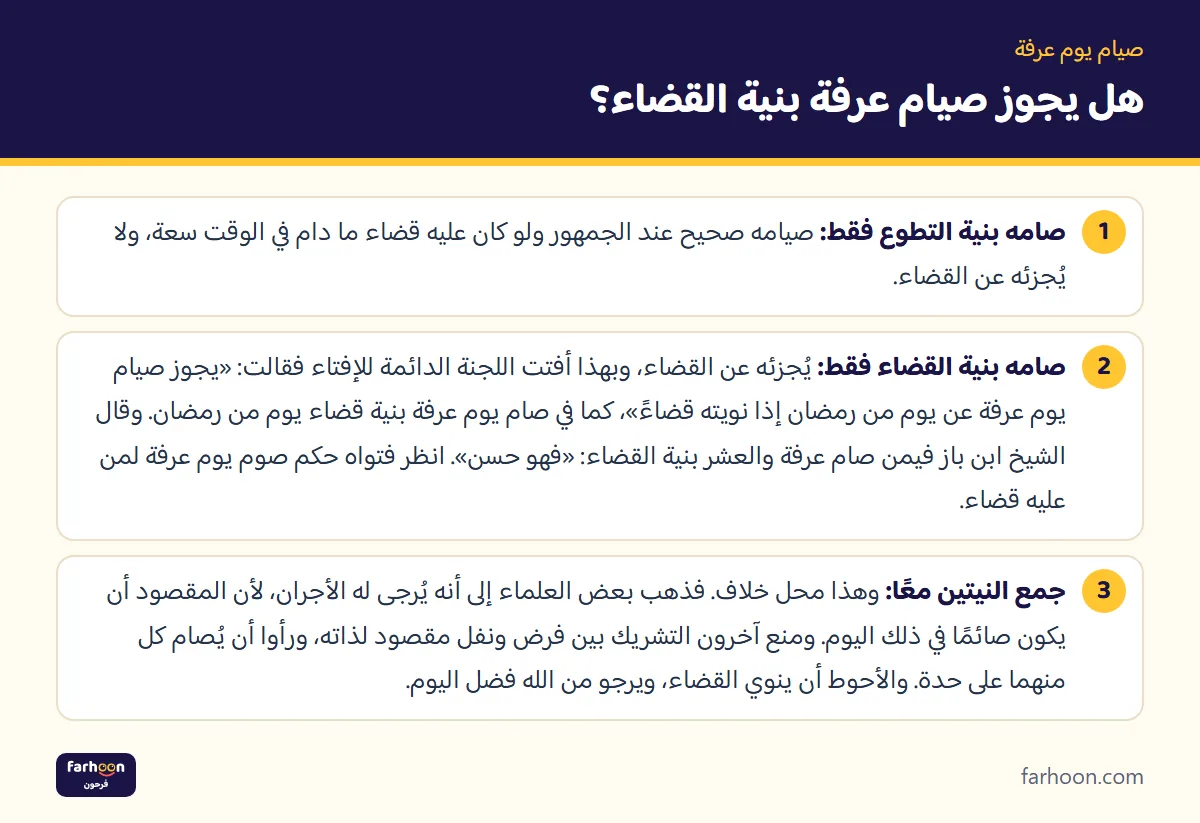 صيام يوم عرفة
هل يجوز صيام عرفة بنية القضاء؟
1
صامه بنية التطوع فقط: صيامه صحيح عند الجمهور ولو كان عليه قضاء ما دام في الوقت سعة، ولا
يُجزئه عن القضاء.
2
صامه بنية القضاء فقط: يُجزئه عن القضاء، وبهذا أفتت اللجنة الدائمة للإفتاء فقالت: «يجوز صيام
يوم عرفة عن يوم من رمضان إذا نويته قضاءً»، كما في صام يوم عرفة بنية قضاء يوم من رمضان. وقال
الشيخ ابن باز فيمن صام عرفة والعشر بنية القضاء: «فهو حسن». انظر فتواه حكم صوم يوم عرفة لمن
عليه قضاء.
3
جمع النيتين معًا: وهذا محل خلاف. فذهب بعض العلماء إلى أنه يُرجى له الأجران، لأن المقصود أن
يكون صائمًا في ذلك اليوم. ومنع آخرون التشريك بين فرض ونفل مقصود لذاته، ورأوا أن يُصام كل
منهما على حدة. والأحوط أن ينوي القضاء، ويرجو من الله فضل اليوم.
farhoon.com
farhoon
فرحون